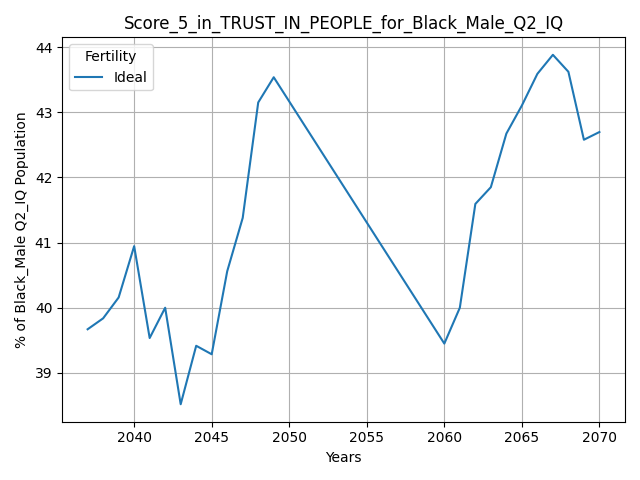 Score_5_in_TRUST_IN_PEOPLE_for_Black_Male_Q2_IQ
Fertility
Ideal
% of Black_Male Q2_IQ Population
44
43
42
41
40
39
2040
2045
2050
2055
2060
2065
2070
Years